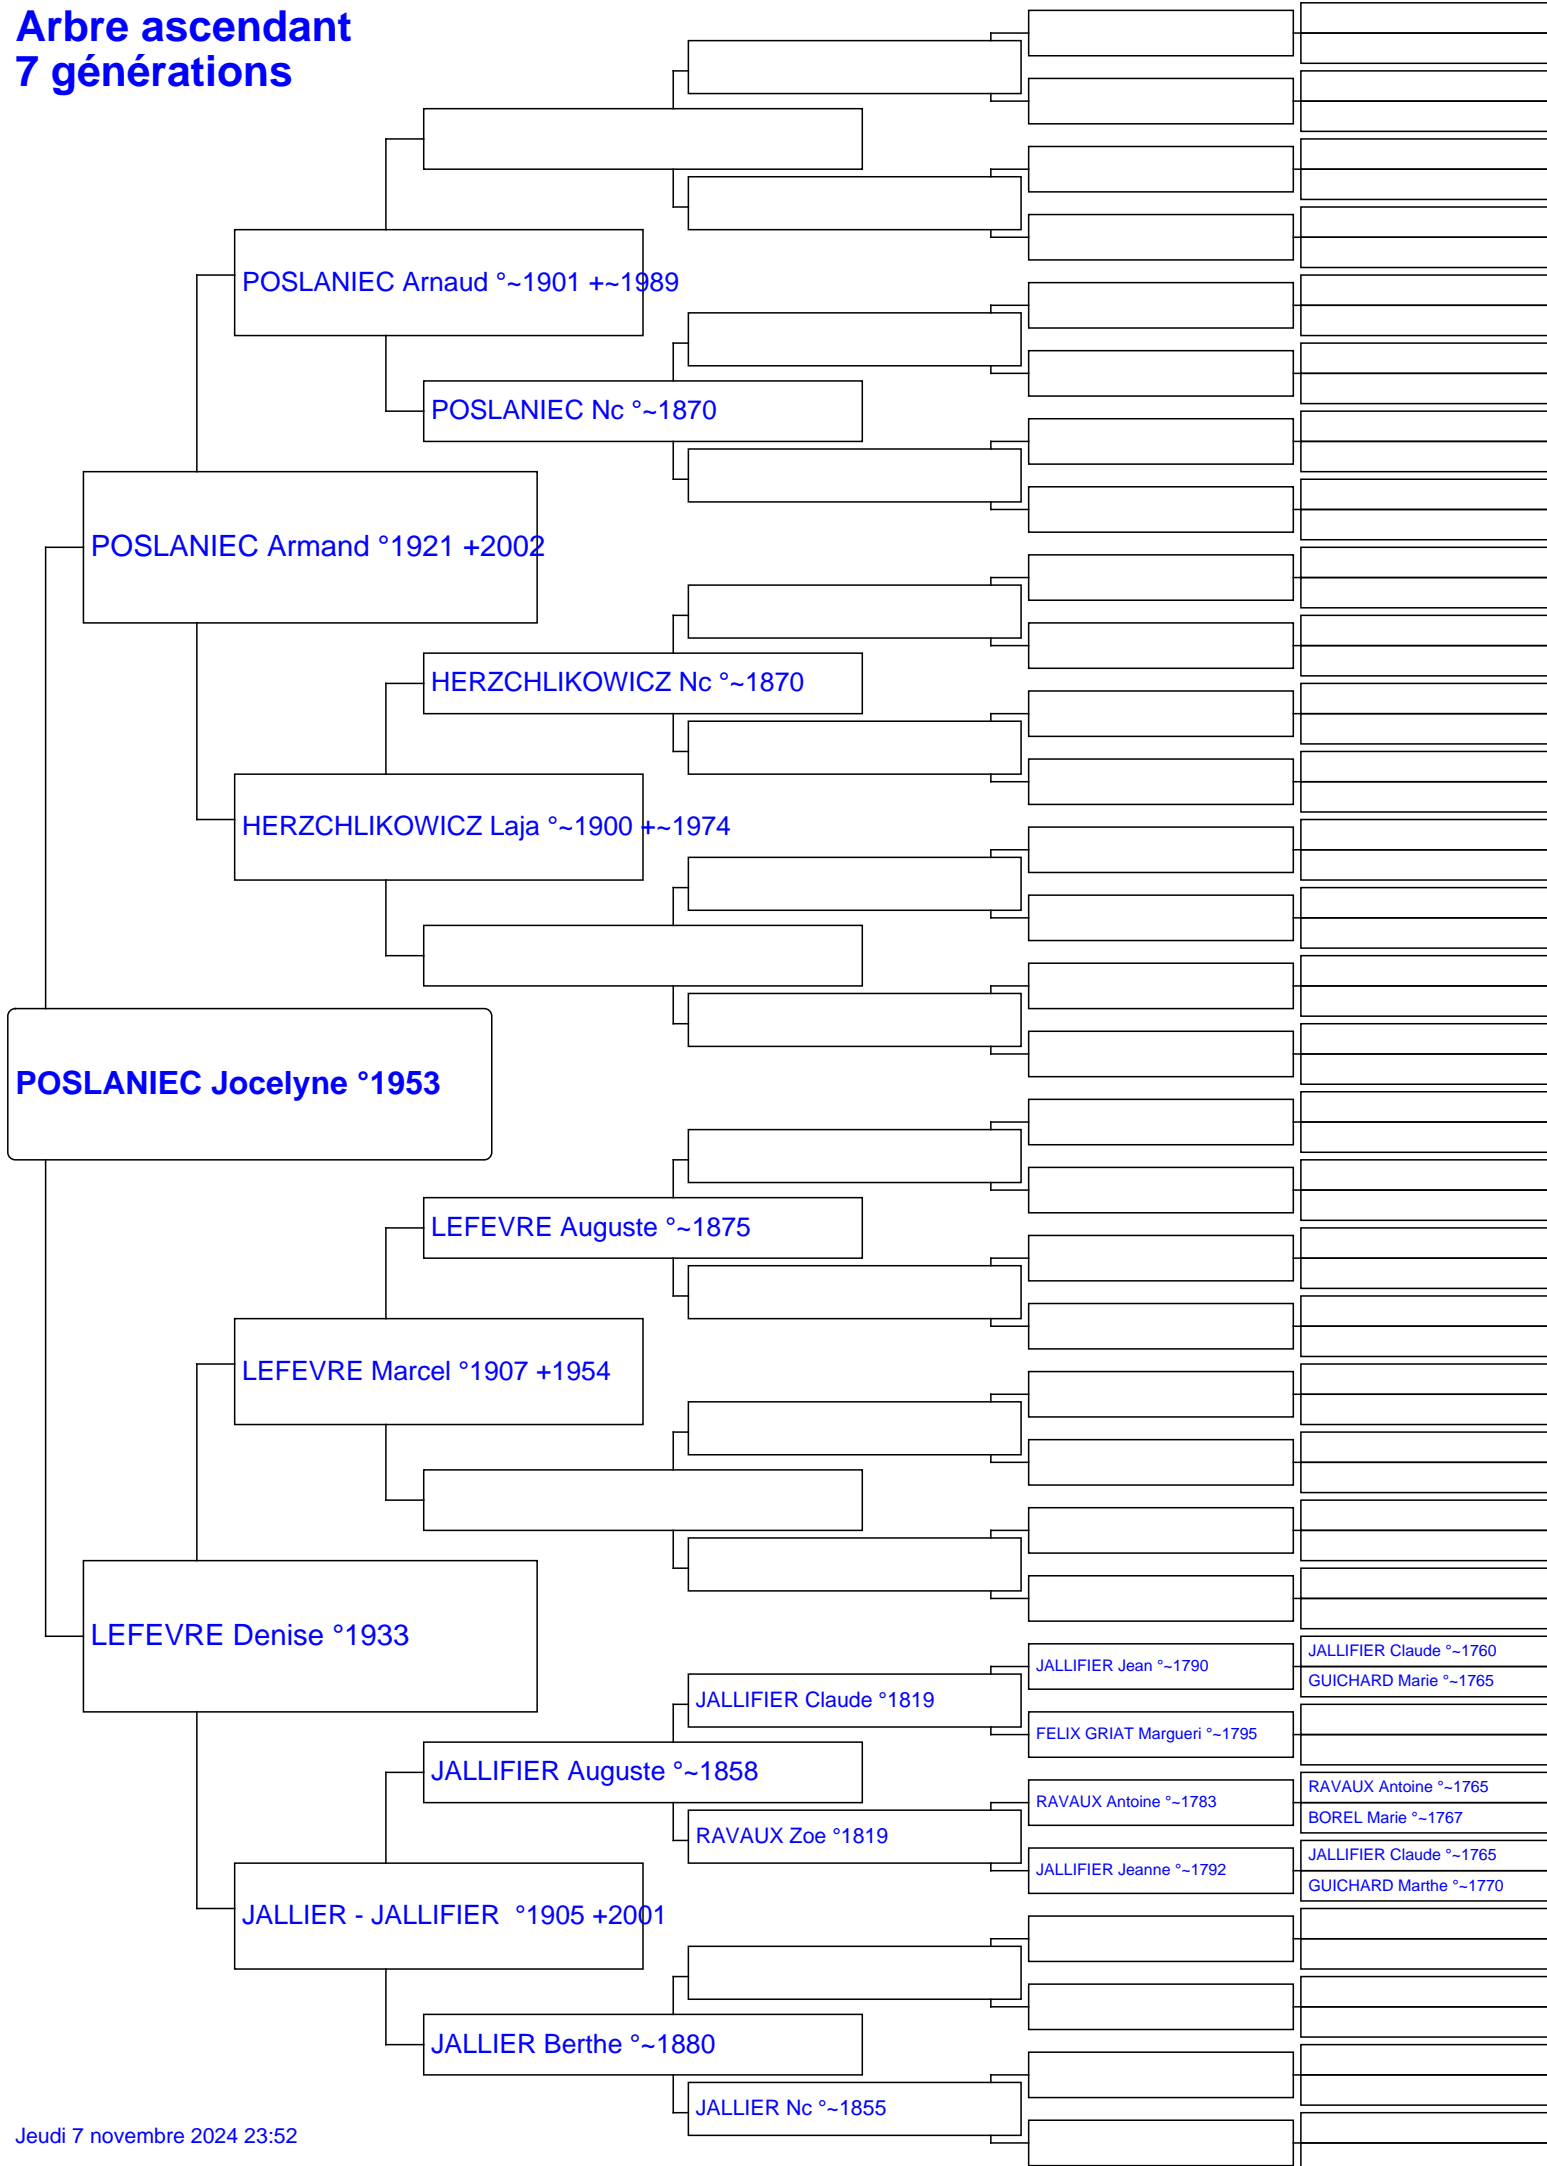 Arbre ascendant
7 générations
POSLANIEC Arnaud °~1901 +~1989
POSLANIEC Nc °~1870
POSLANIEC Armand °1921 +2002
HERZCHLIKOWICZ Nc °~1870
HERZCHLIKOWICZ Laja °~1900 +~1974
POSLANIEC Jocelyne °1953
LEFEVRE Auguste °~1875
LEFEVRE Marcel °1907 +1954
LEFEVRE Denise °1933
JALLIFIER Claude °~1760
JALLIFIER Jean °~1790
GUICHARD Marie °~1765
JALLIFIER Claude °1819
FELIX GRIAT Margueri °~1795
JALLIFIER Auguste °~1858
RAVAUX Antoine °~1765
RAVAUX Antoine °~1783
BOREL Marie °~1767
RAVAUX Zoe °1819
JALLIFIER Claude °~1765
JALLIFIER Jeanne °~1792
GUICHARD Marthe °~1770
JALLIER - JALLIFIER  °1905 +2001
JALLIER Berthe °~1880
JALLIER Nc °~1855
Jeudi 7 novembre 2024 23:52